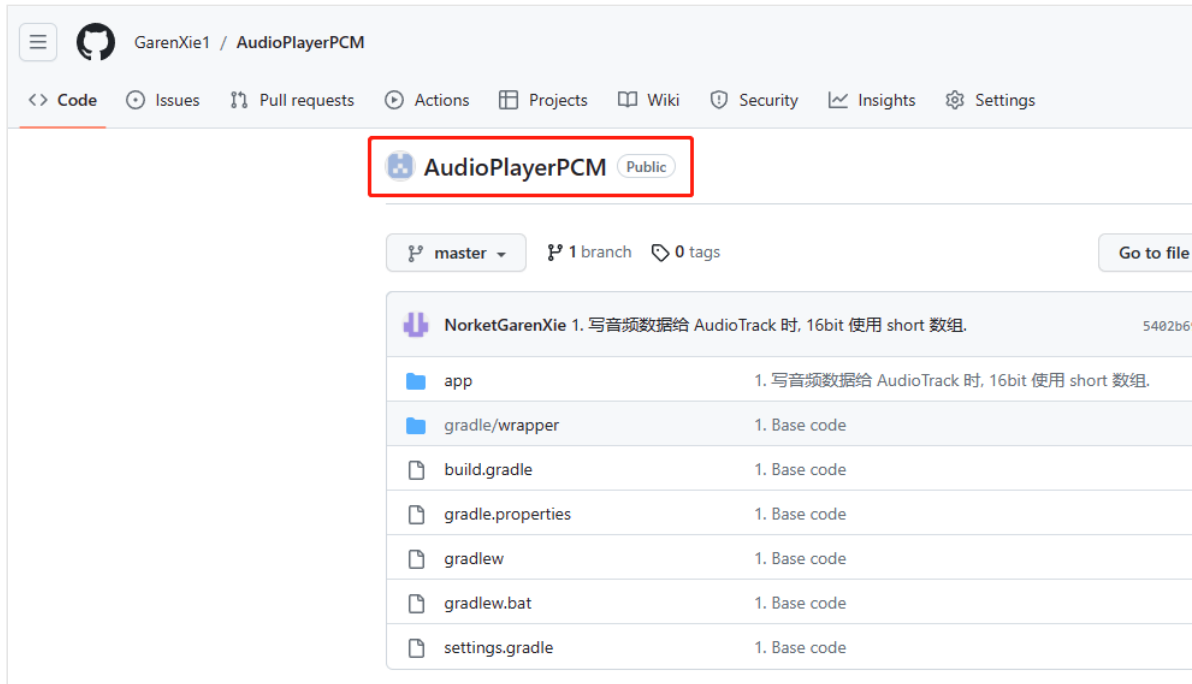 GarenXie1 / AudioPlayerPCM
Code Issues Pull requests Actions Projects Wiki Security Insights Settings
AudioPlayerPCM Public
master 1 branch 0 tags Go to file
NorketGarenXie 1. 写音频数据给 AudioTrack 时, 16bit 使用 short 数组. 5402b6
app 1. 写音频数据给 AudioTrack 时, 16bit 使用 short 数组.
gradle/wrapper 1. Base code
build.gradle 1. Base code
gradle.properties 1. Base code
gradlew 1. Base code
gradlew.bat 1. Base code
settings.gradle 1. Base code